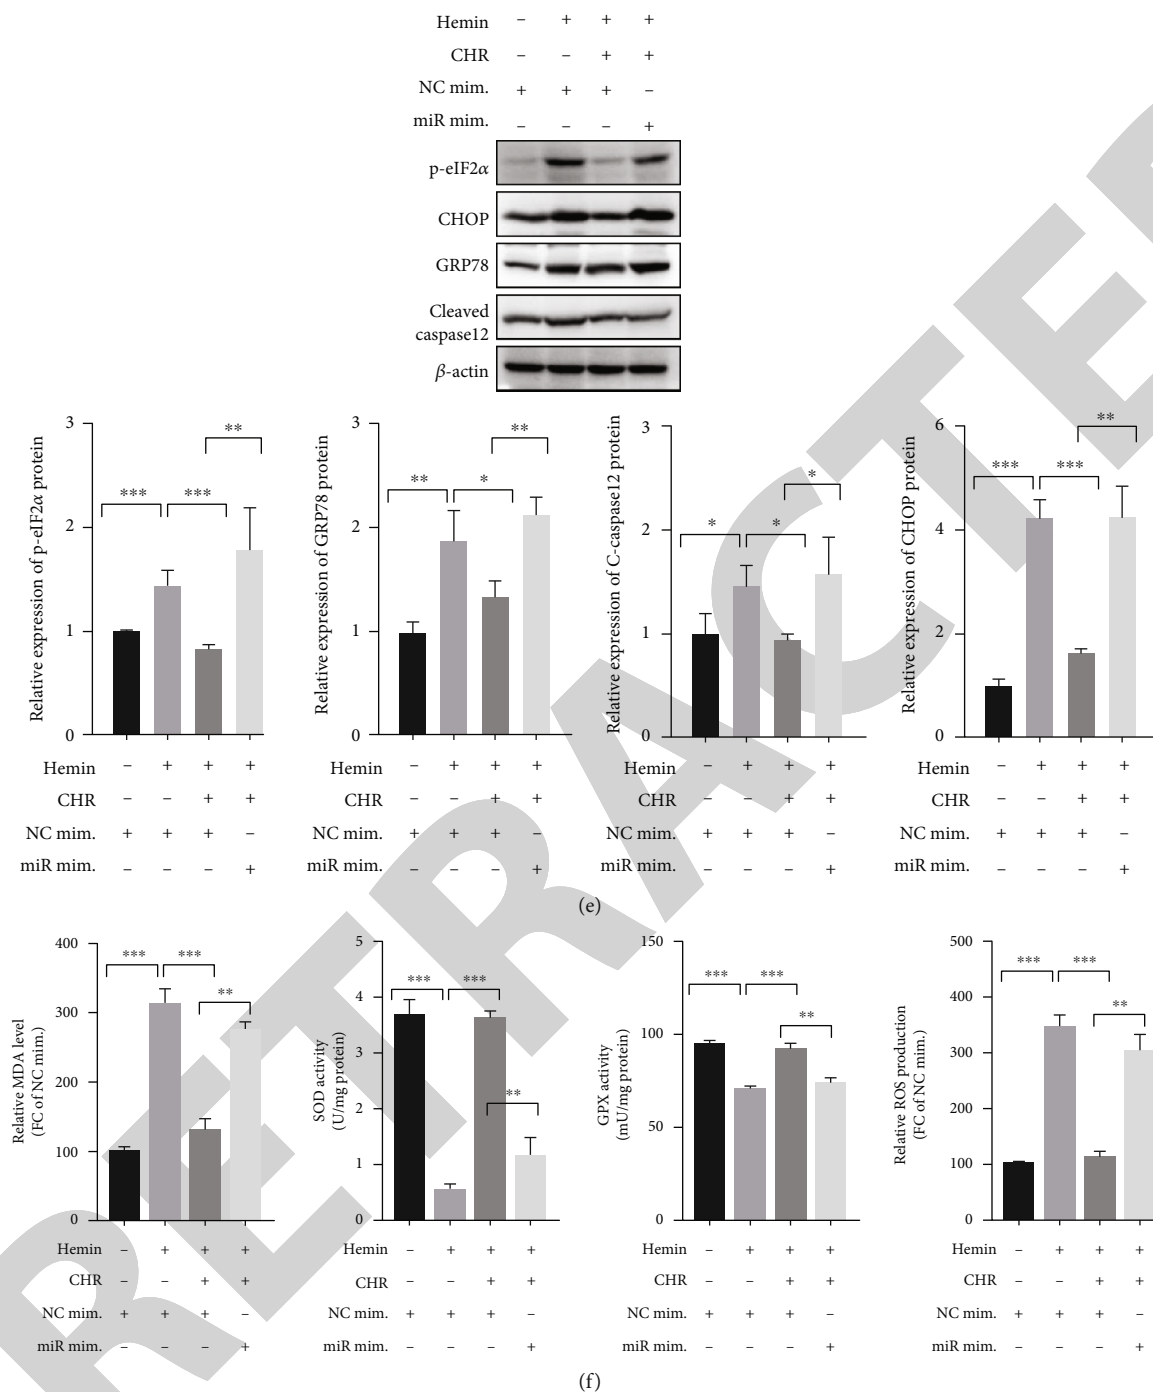 Hemin – + + +
CHR – – + +
NC mim. + + + –
miR mim. – – – +
p-eIF2α
CHOP
GRP78
Cleaved
caspase12
β-actin
Relative expression of p-eIF2α protein
3
2
1
0
***
***
**
Hemin – + + +
CHR – – + +
NC mim. + + + –
miR mim. – – – +
Relative expression of GRP78 protein
3
2
1
0
**
*
**
Hemin – + + +
CHR – – + +
NC mim. + + + –
miR mim. – – – +
Relative expression of C-caspase12 protein
3
2
1
0
*
*
*
Hemin – + + +
CHR – – + +
NC mim. + + + –
miR mim. – – – +
Relative expression of CHOP protein
6
4
2
0
***
***
**
Hemin – + + +
CHR – – + +
NC mim. + + + –
miR mim. – – – +
(e)
Relative MDA level
(FC of NC mim.)
400
300
200
100
0
***
***
**
Hemin – + + +
CHR – – + +
NC mim. + + + –
miR mim. – – – +
SOD activity
(U/mg protein)
5
4
3
2
1
0
***
***
**
Hemin – + + +
CHR – – + +
NC mim. + + + –
miR mim. – – – +
GPX activity
(mU/mg protein)
150
100
50
0
***
***
**
Hemin – + + +
CHR – – + +
NC mim. + + + –
miR mim. – – – +
Relative ROS production
(FC of NC mim.)
500
400
300
200
100
0
***
***
**
Hemin – + + +
CHR – – + +
NC mim. + + + –
miR mim. – – – +
(f)
RETRACTE